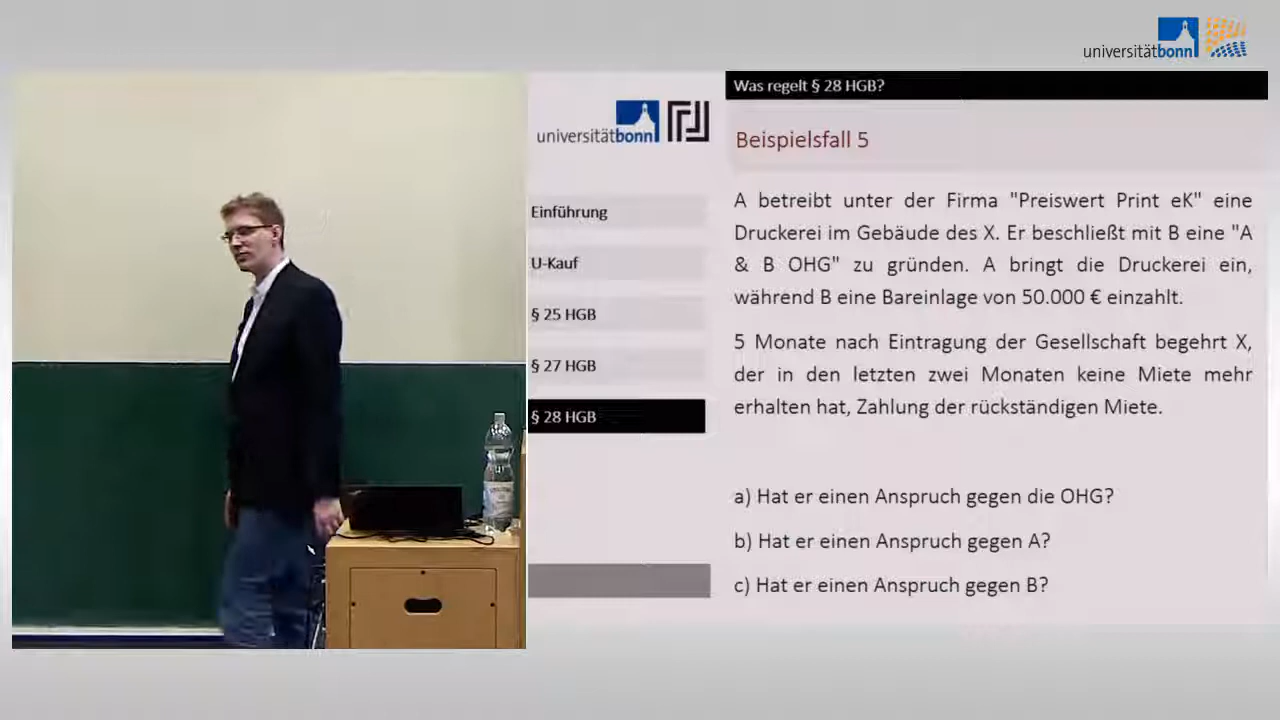 universitätbonn
Was regelt § 28 HGB?
universitätbonn
Beispielsfall 5
A betreibt unter der Firma "Preiswert Print eK" eine
Druckerei im Gebäude des X. Er beschließt mit B eine "A
& B OHG" zu gründen. A bringt die Druckerei ein,
während B eine Bareinlage von 50.000 € einzahlt.
5 Monate nach Eintragung der Gesellschaft begehrt X,
der in den letzten zwei Monaten keine Miete mehr
erhalten hat, Zahlung der rückständigen Miete.
a) Hat er einen Anspruch gegen die OHG?
b) Hat er einen Anspruch gegen A?
c) Hat er einen Anspruch gegen B?
Einführung
U-Kauf
§ 25 HGB
§ 27 HGB
§ 28 HGB